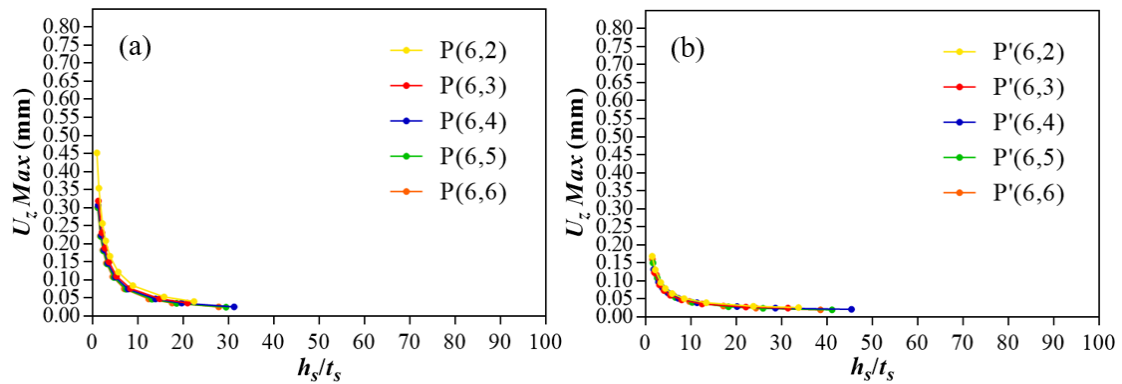 (a)
U_z Max (mm)
0.80
0.75
0.70
0.65
0.60
0.55
0.50
0.45
0.40
0.35
0.30
0.25
0.20
0.15
0.10
0.05
0.00
P(6,2)
P(6,3)
P(6,4)
P(6,5)
P(6,6)
0 10 20 30 40 50 60 70 80 90 100
h_s/t_s
(b)
U_z Max (mm)
0.80
0.75
0.70
0.65
0.60
0.55
0.50
0.45
0.40
0.35
0.30
0.25
0.20
0.15
0.10
0.05
0.00
P'(6,2)
P'(6,3)
P'(6,4)
P'(6,5)
P'(6,6)
0 10 20 30 40 50 60 70 80 90 100
h_s/t_s